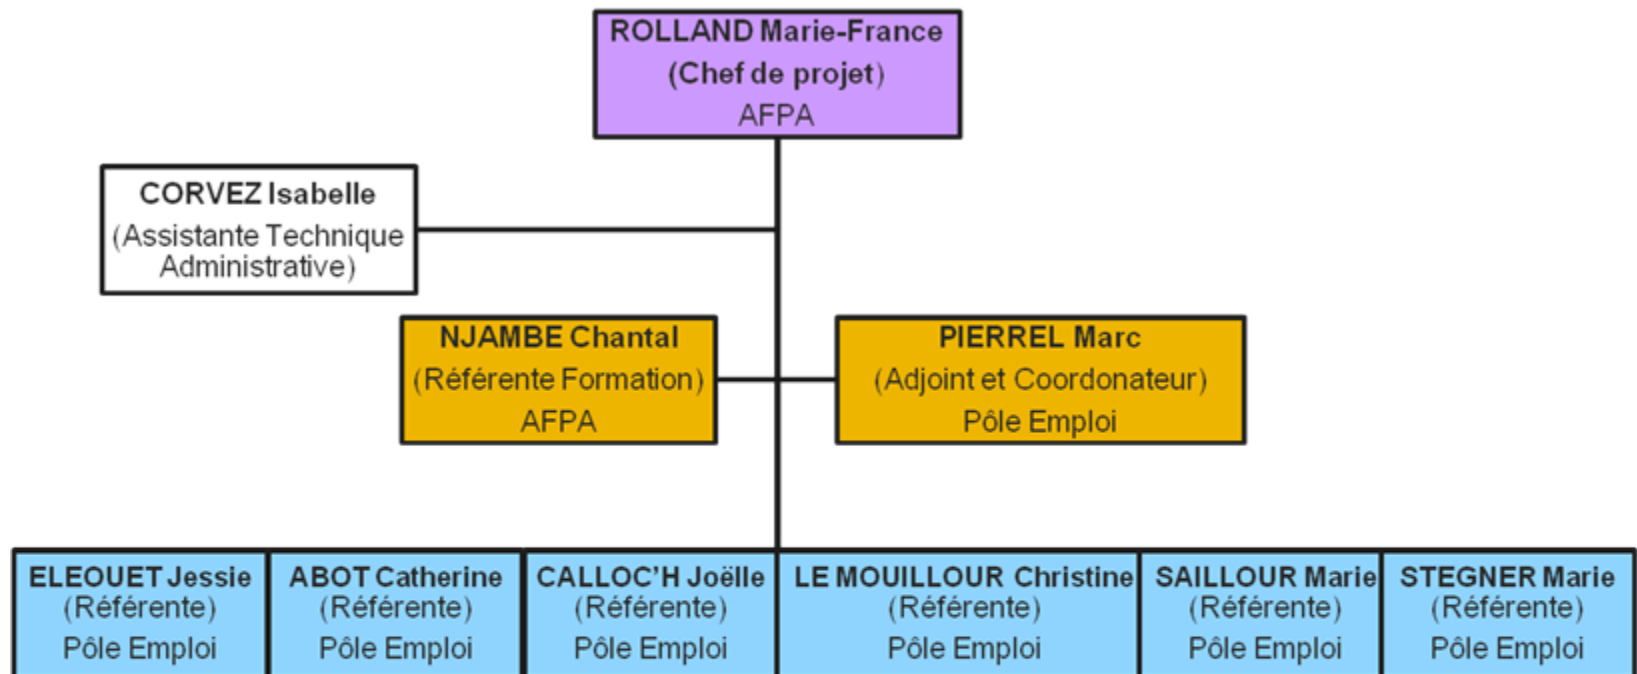 ROLLAND Marie-France
(Chef de projet)
AFPA
CORVEZ Isabelle
(Assistante Technique
Administrative)
NJAMBE Chantal
(Référente Formation)
AFPA
PIERREL Marc
(Adjoint et Coordonateur)
Pôle Emploi
ELEOUET Jessie
(Référente)
Pôle Emploi
ABOT Catherine
(Référente)
Pôle Emploi
CALLOC'H Joëlle
(Référente)
Pôle Emploi
LE MOUILLOUR Christine
(Référente)
Pôle Emploi
SAILLOUR Marie
(Référente)
Pôle Emploi
STEGNER Marie
(Référente)
Pôle Emploi